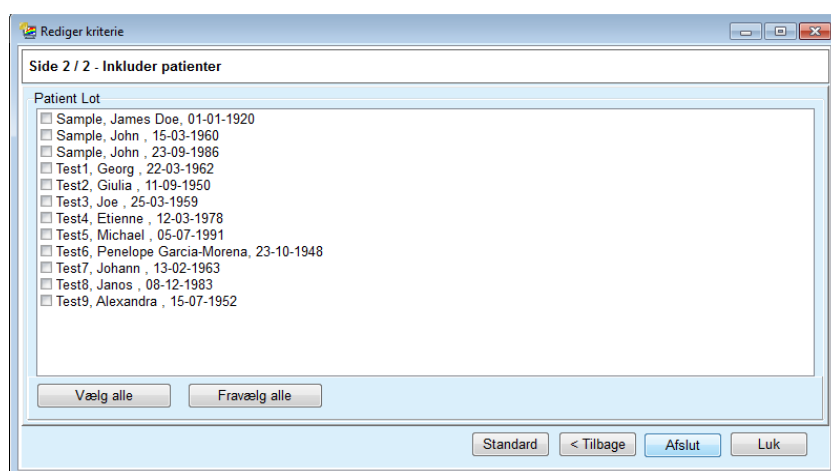 Rediger kriterie
Side 2 / 2 - Inkluder patienter
Patient Lot
Sample, James Doe, 01-01-1920
Sample, John , 15-03-1960
Sample, John , 23-09-1986
Test1, Georg , 22-03-1962
Test2, Giulia , 11-09-1950
Test3, Joe , 25-03-1959
Test4, Etienne , 12-03-1978
Test5, Michael , 05-07-1991
Test6, Penelope Garcia-Morena, 23-10-1948
Test7, Johann , 13-02-1963
Test8, Janos , 08-12-1983
Test9, Alexandra , 15-07-1952
Vælg alle Fravælg alle
Standard < Tilbage Afslut Luk